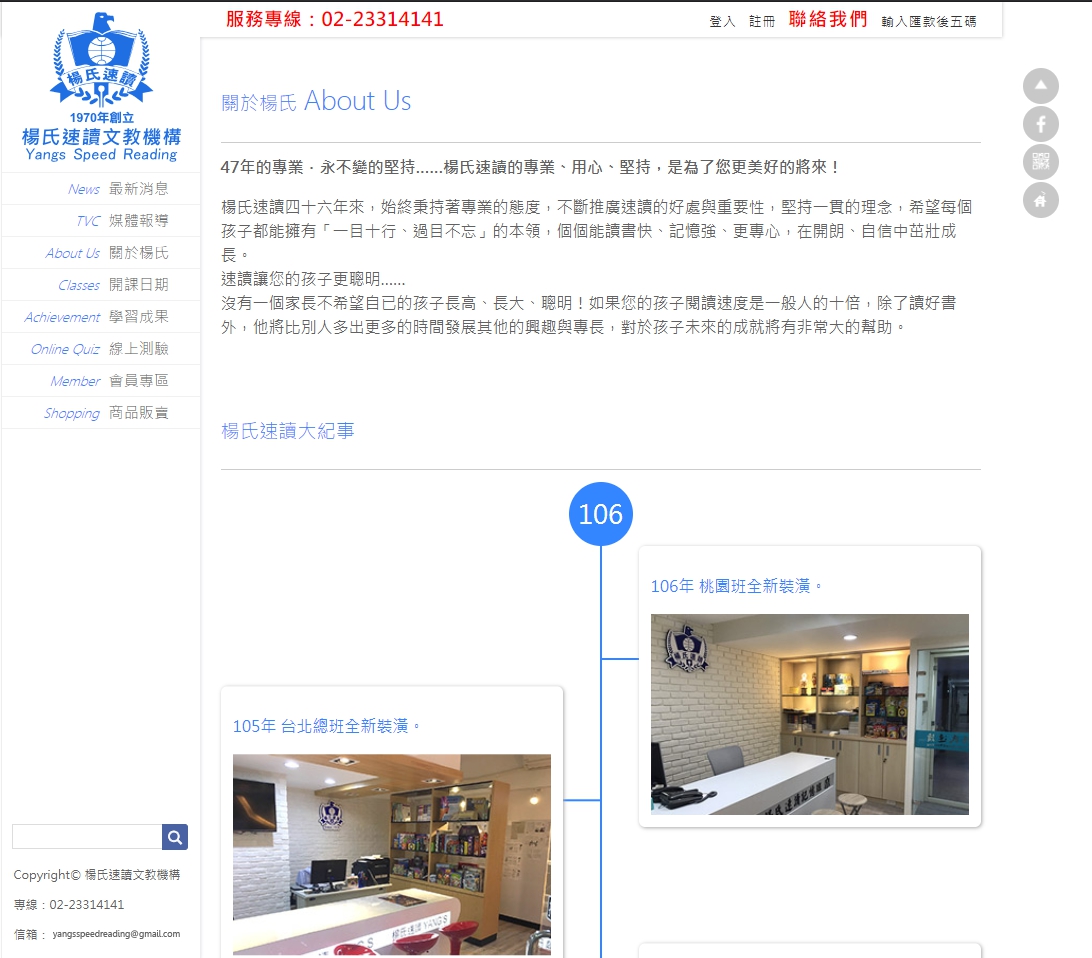 服務專線：02-23314141
登入 註冊 聯絡我們 輸入匯款後五碼
楊氏速讀
1970年創立
楊氏速讀文教機構
Yangs Speed Reading
News 最新消息
TVC 媒體報導
About Us 關於楊氏
Classes 開課日期
Achievement 學習成果
Online Quiz 線上測驗
Member 會員專區
Shopping 商品販賣
關於楊氏 About Us
47年的專業．永不變的堅持......楊氏速讀的專業、用心、堅持，是為了您更美好的將來！
楊氏速讀四十六年來，始終秉持著專業的態度，不斷推廣速讀的好處與重要性，堅持一貫的理念，希望每個
孩子都能擁有「一目十行、過目不忘」的本領，個個能讀書快、記憶強、更專心，在開朗、自信中茁壯成
長。
速讀讓您的孩子更聰明......
沒有一個家長不希望自已的孩子長高、長大、聰明！如果您的孩子閱讀速度是一般人的十倍，除了讀好書
外，他將比別人多出更多的時間發展其他的興趣與專長，對於孩子未來的成就將有非常大的幫助。
楊氏速讀大紀事
106
106年 桃園班全新裝潢。
楊氏速讀
105年 台北總班全新裝潢。
楊氏速讀 YANGS
Copyright© 楊氏速讀文教機構
專線：02-23314141
信箱： yangsspeedreading@gmail.com